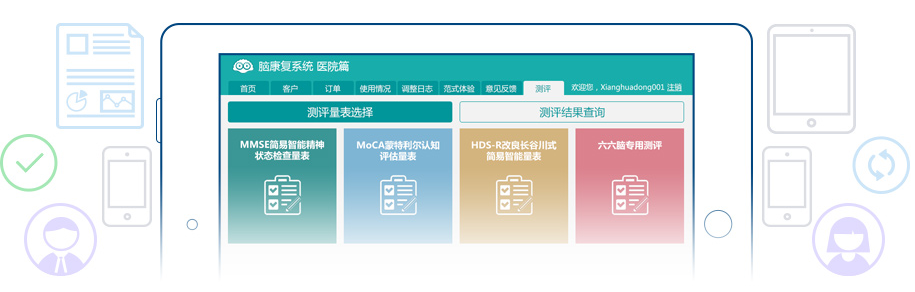 脑康复系统 医院篇
首页 客户 订单 使用情况 调整日志 范式体验 意见反馈 测评 欢迎您，Xianghuadong001 注销
测评量表选择 测评结果查询
MMSE简易智能精神
状态检查量表
MoCA蒙特利尔认知
评估量表
HDS-R改良长谷川式
简易智能量表
六六脑专用测评